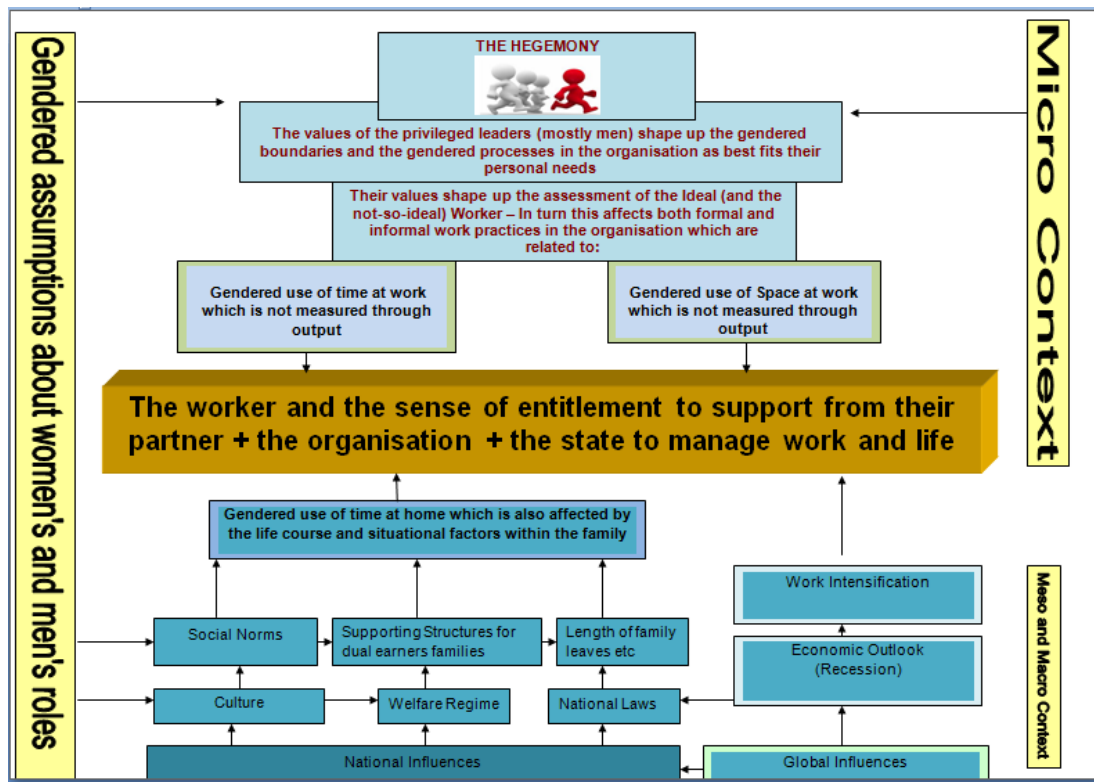 Gendered assumptions about women's and men's roles
Micro Context
THE HEGEMONY
The values of the privileged leaders (mostly men) shape up the gendered
boundaries and the gendered processes in the organisation as best fits their
personal needs
Their values shape up the assessment of the Ideal (and the
not-so-ideal) Worker – In turn this affects both formal and
informal work practices in the organisation which are
related to:
Gendered use of time at work
which is not measured through
output
Gendered use of Space at work
which is not measured through
output
The worker and the sense of entitlement to support from their
partner + the organisation + the state to manage work and life
Gendered use of time at home which is also affected by
the life course and situational factors within the family
Meso and Macro Context
Work Intensification
Social Norms
Supporting Structures for
dual earners families
Length of family
leaves etc
Economic Outlook
(Recession)
Culture
Welfare Regime
National Laws
National Influences
Global Influences